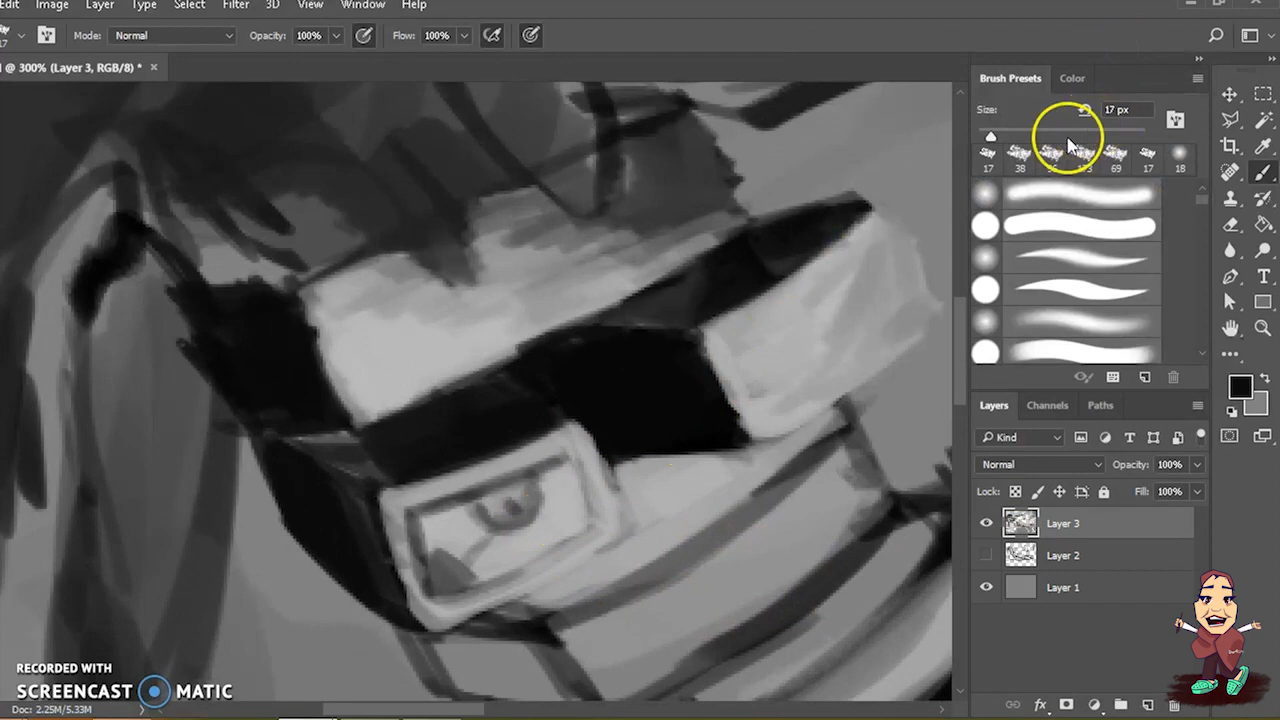 Edit Image Layer Type Select Filter 3D View Window Help
17 Mode: Normal Opacity: 100% Flow: 100%
@ 300% (Layer 3, RGB/8) *
Brush Presets Color
Size: 17 px
17 38 69 17 18
Layers Channels Paths
Kind
Normal Opacity: 100%
Lock: Fill: 100%
Layer 3
Layer 2
Layer 1
fx
RECORDED WITH
SCREENCAST MATIC
Doc: 2.25M/5.33M